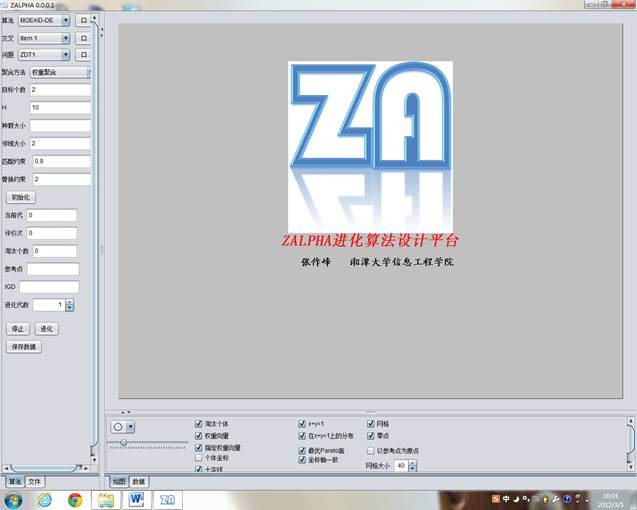 ZALPHA 0.0.0.1
算法 MOEAID-DE 口
交叉 Item 1 口
问题 ZDT1 口
聚合方法 权重聚合
目标个数 2
H 10
种群大小
领域大小 2
匹配约束 0.9
替换约束 2
初始化
当前代 0
评价次 0
淘汰个数 0
参考点
IGD
进化代数 1
停止 进化
保存数据
算法 文件
ZA
ZALPHA进化算法设计平台
张作峰 湘潭大学信息工程学院
淘汰个体 x+y=1 网格
权重向量 在x+y=1上的分布 零点
指定权重向量 最优Pareto面 以参考点为原点
个体坐标 坐标轴一致 网格大小 40
十字线
绘图 数据
中
10:01
2012/3/5